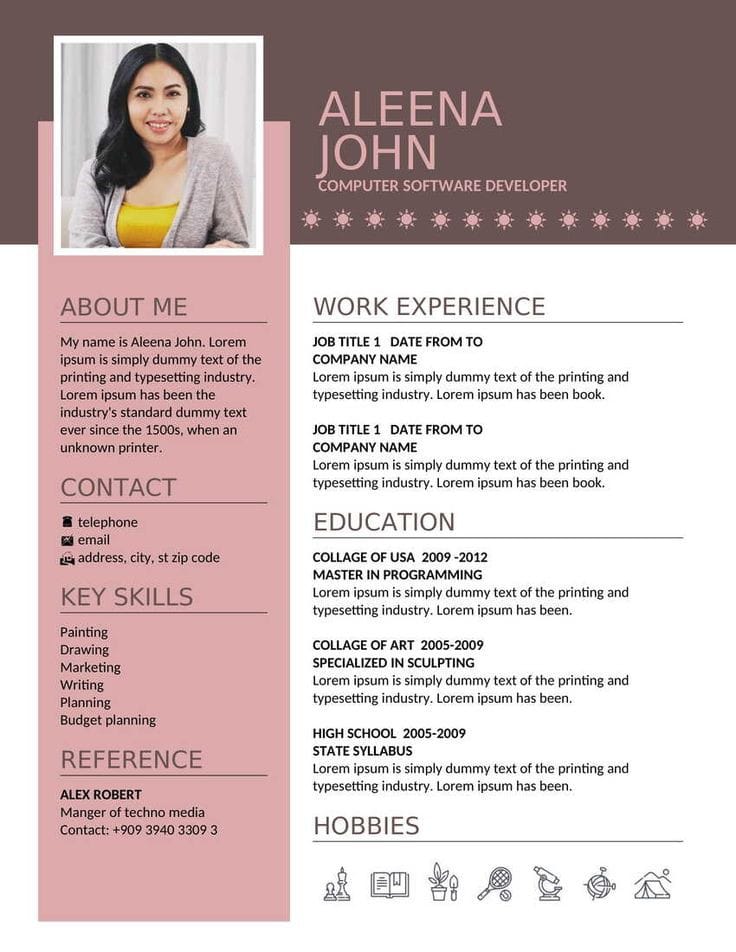 ALEENA
JOHN
COMPUTER SOFTWARE DEVELOPER
ABOUT ME
My name is Aleena John. Lorem
ipsum is simply dummy text of the
printing and typesetting industry.
Lorem ipsum has been the
industry's standard dummy text
ever since the 1500s, when an
unknown printer.
CONTACT
telephone
email
address, city, st zip code
KEY SKILLS
Painting
Drawing
Marketing
Writing
Planning
Budget planning
REFERENCE
ALEX ROBERT
Manger of techno media
Contact: +909 3940 3309 3
WORK EXPERIENCE
JOB TITLE 1   DATE FROM TO
COMPANY NAME
Lorem ipsum is simply dummy text of the printing and
typesetting industry. Lorem ipsum has been book.
JOB TITLE 1   DATE FROM TO
COMPANY NAME
Lorem ipsum is simply dummy text of the printing and
typesetting industry. Lorem ipsum has been book.
EDUCATION
COLLAGE OF USA  2009 -2012
MASTER IN PROGRAMMING
Lorem ipsum is simply dummy text of the printing and
typesetting industry. Lorem ipsum has been.
COLLAGE OF ART  2005-2009
SPECIALIZED IN SCULPTING
Lorem ipsum is simply dummy text of the printing and
typesetting industry. Lorem ipsum has been.
HIGH SCHOOL  2005-2009
STATE SYLLABUS
Lorem ipsum is simply dummy text of the printing and
typesetting industry. Lorem ipsum has been.
HOBBIES